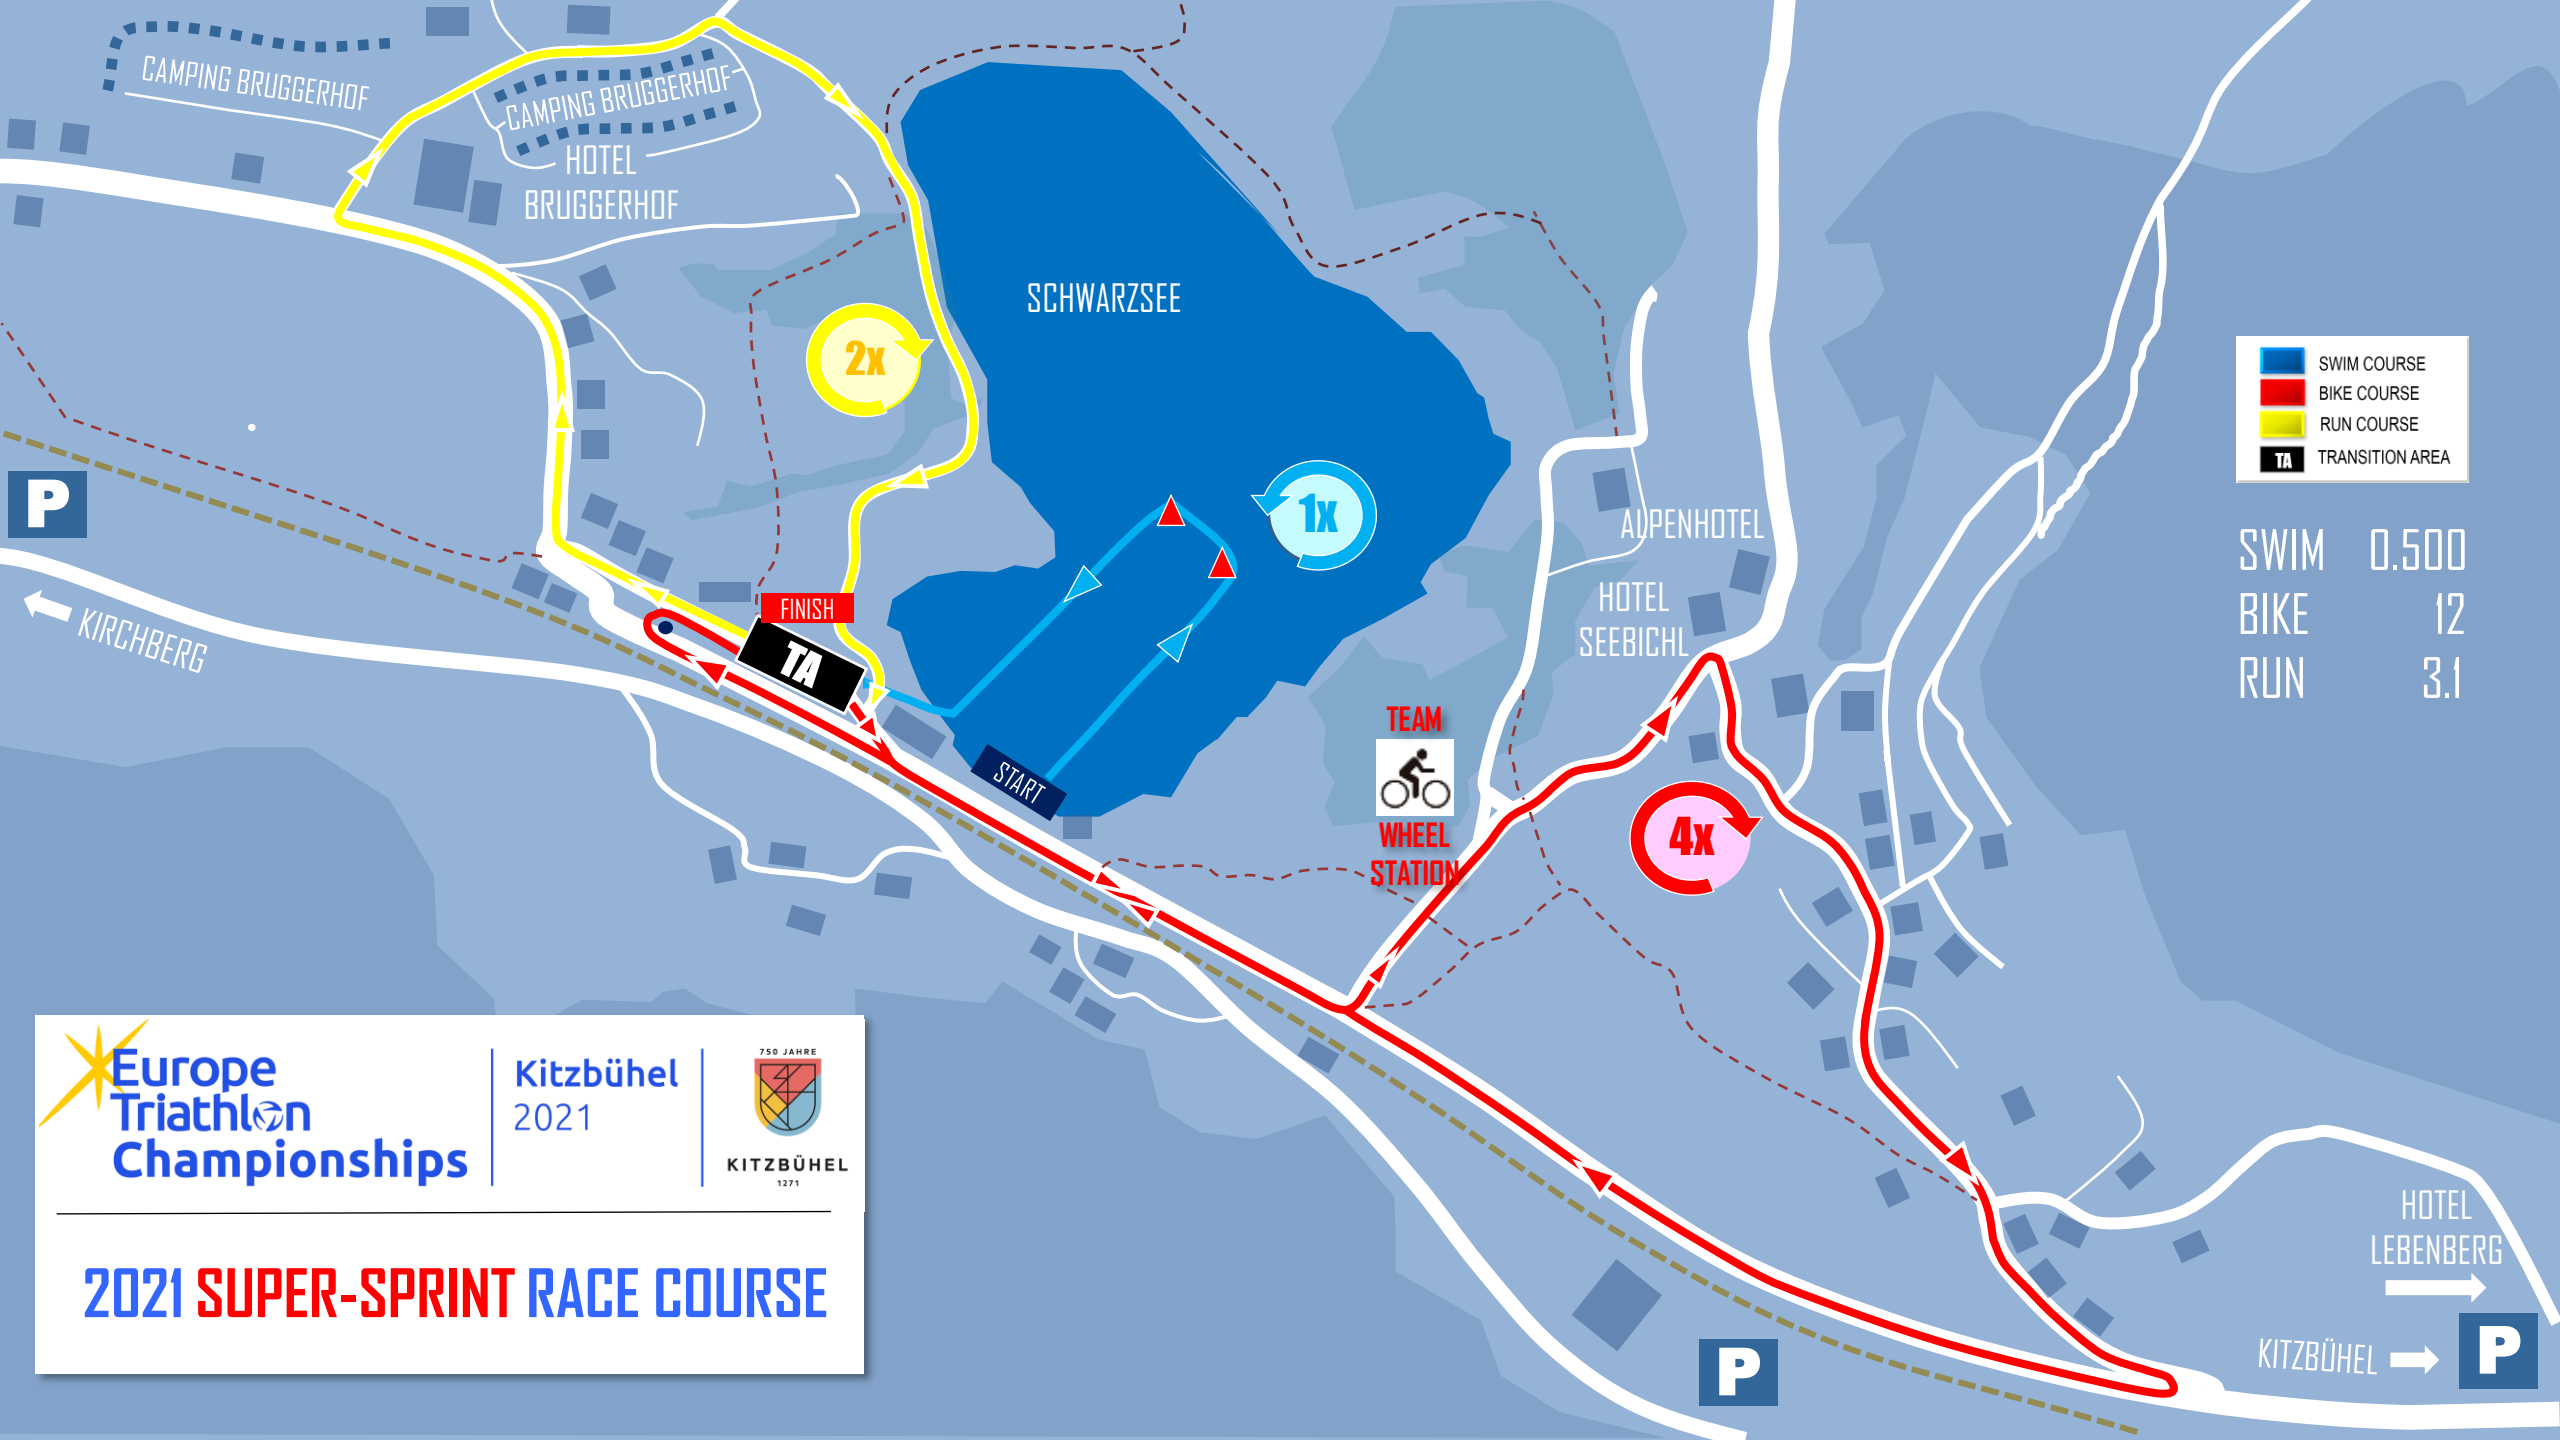 CAMPING BRUGGERHOF
CAMPING BRUGGERHOF
HOTEL
BRUGGERHOF
SCHWARZSEE
2x
1x
SWIM COURSE
BIKE COURSE
RUN COURSE
TA TRANSITION AREA
P
ALPENHOTEL
SWIM 0.500
BIKE 12
RUN 3.1
HOTEL
SEEBICHL
FINISH
TA
KIRCHBERG
START
TEAM
WHEEL
STATION
4x
Europe
Triathlon
Championships
Kitzbühel
2021
750 JAHRE
KITZBÜHEL
1271
2021 SUPER-SPRINT RACE COURSE
HOTEL
LEBENBERG
KITZBÜHEL
P
P